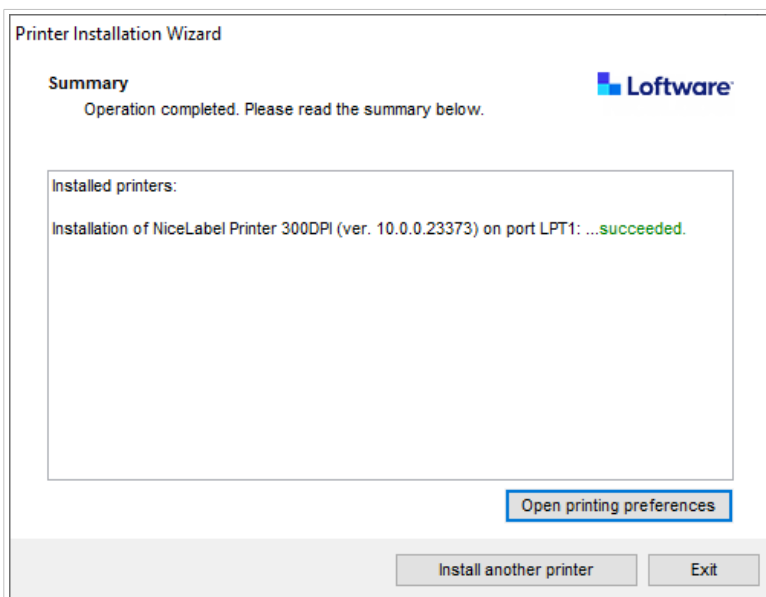 Printer Installation Wizard
Summary
Loftware
Operation completed. Please read the summary below.
Installed printers:
Installation of NiceLabel Printer 300DPI (ver. 10.0.0.23373) on port LPT1: ...succeeded.
Open printing preferences
Install another printer
Exit